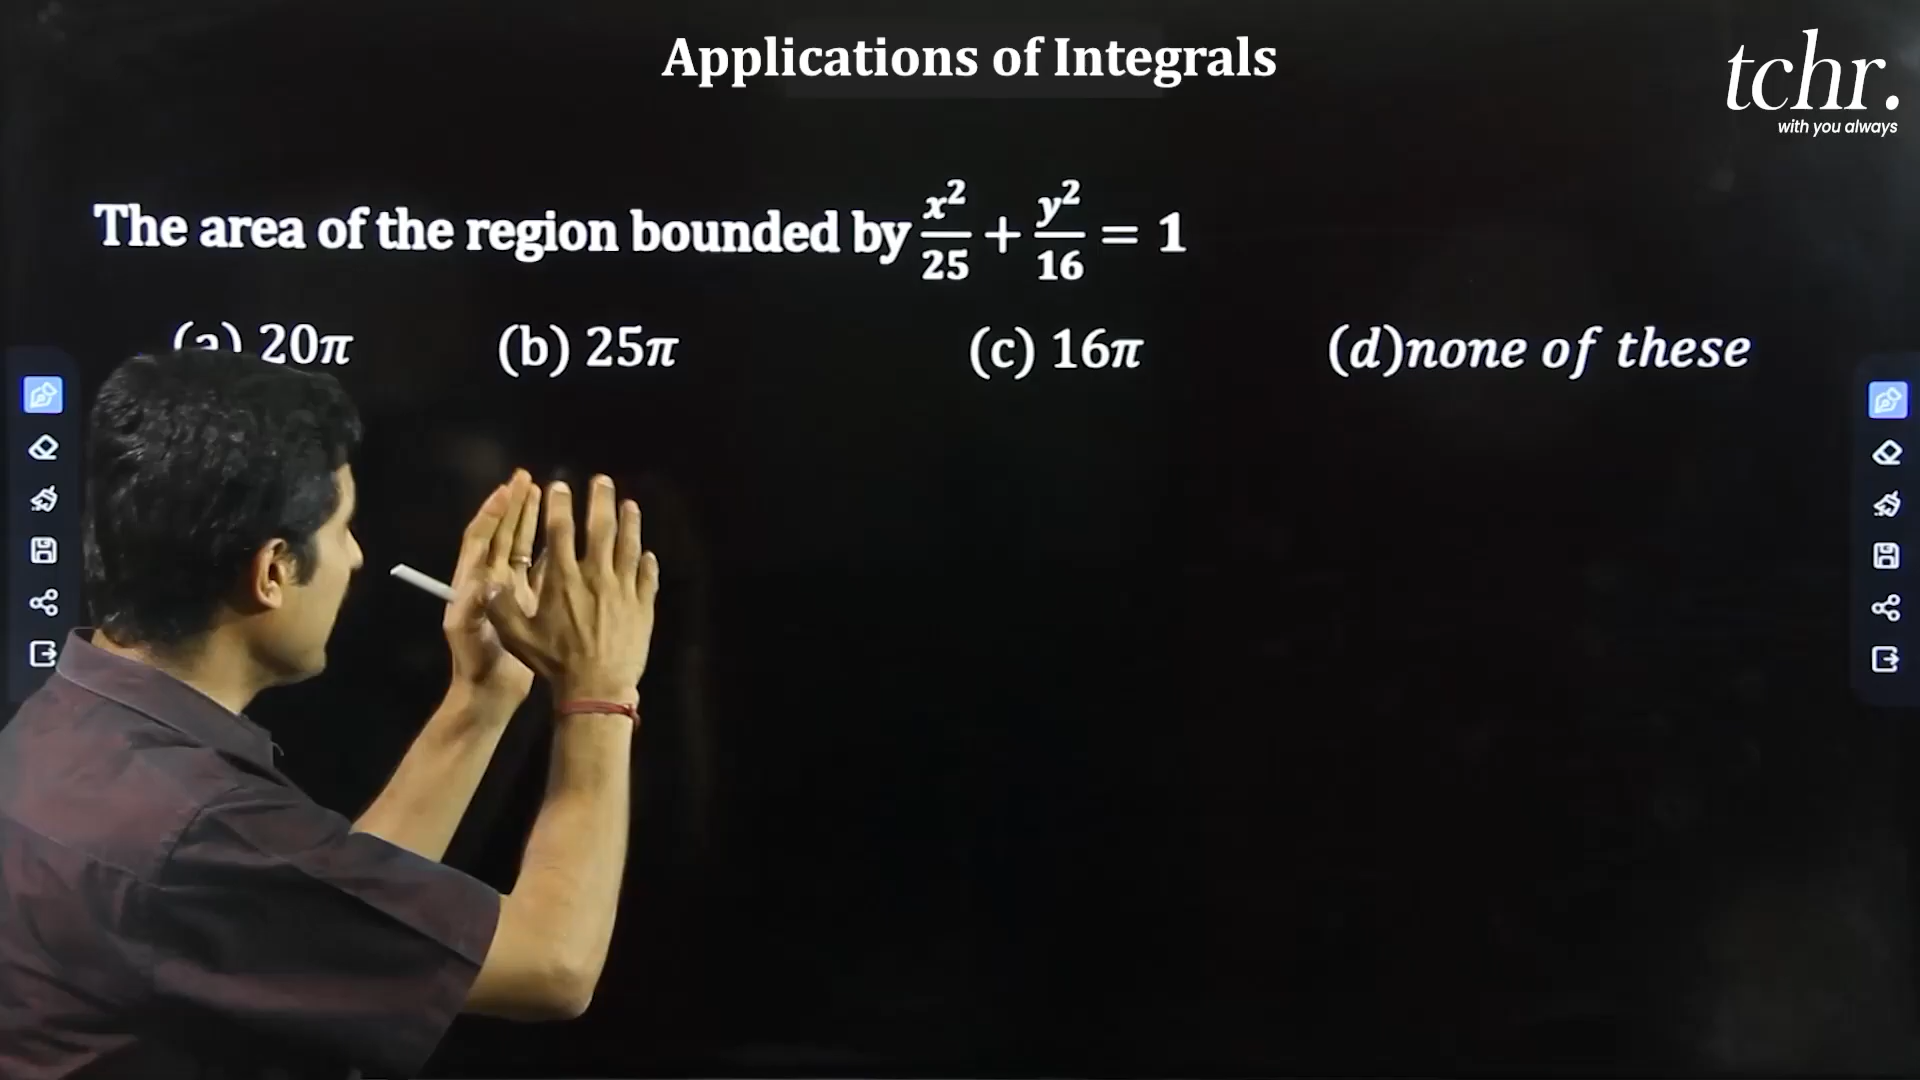 Applications of Integrals
tchr.
with you always
The area of the region bounded by x²/25 + y²/16 = 1
(a) 20π (b) 25π (c) 16π (d)none of these